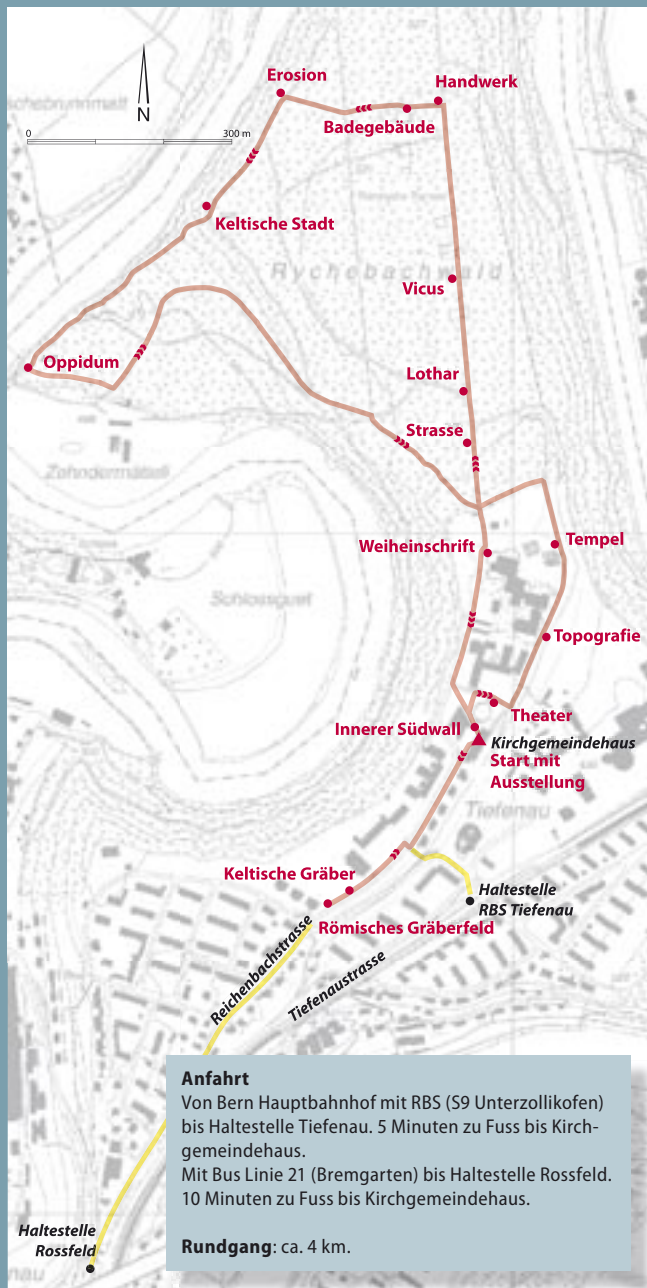 Erosion
Handwerk
schebrunnmatt
N
Badegebäude
0 300 m
Keltische Stadt
Rychebachwald
Vicus
Oppidum
Lothar
Strasse
Zehndermätteli
Weiheinschrift
Tempel
Schlossguet
Topografie
Theater
Innerer Südwall
Kirchgemeindehaus
Start mit
Ausstellung
Tiefenau
Keltische Gräber
Haltestelle
RBS Tiefenau
Römisches Gräberfeld
Reichenbachstrasse
Tiefenaustrasse
Anfahrt
Von Bern Hauptbahnhof mit RBS (S9 Unterzollikofen)
bis Haltestelle Tiefenau. 5 Minuten zu Fuss bis Kirch-
gemeindehaus.
Mit Bus Linie 21 (Bremgarten) bis Haltestelle Rossfeld.
10 Minuten zu Fuss bis Kirchgemeindehaus.
Rundgang: ca. 4 km.
Haltestelle
Rossfeld
nau